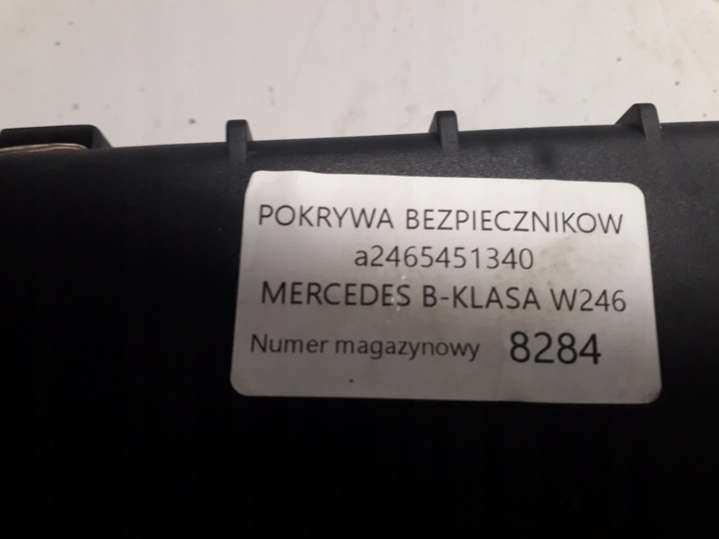 POKRYWA BEZPIECZNIKOW
a2465451340
MERCEDES B-KLASA W246
Numer magazynowy 8284